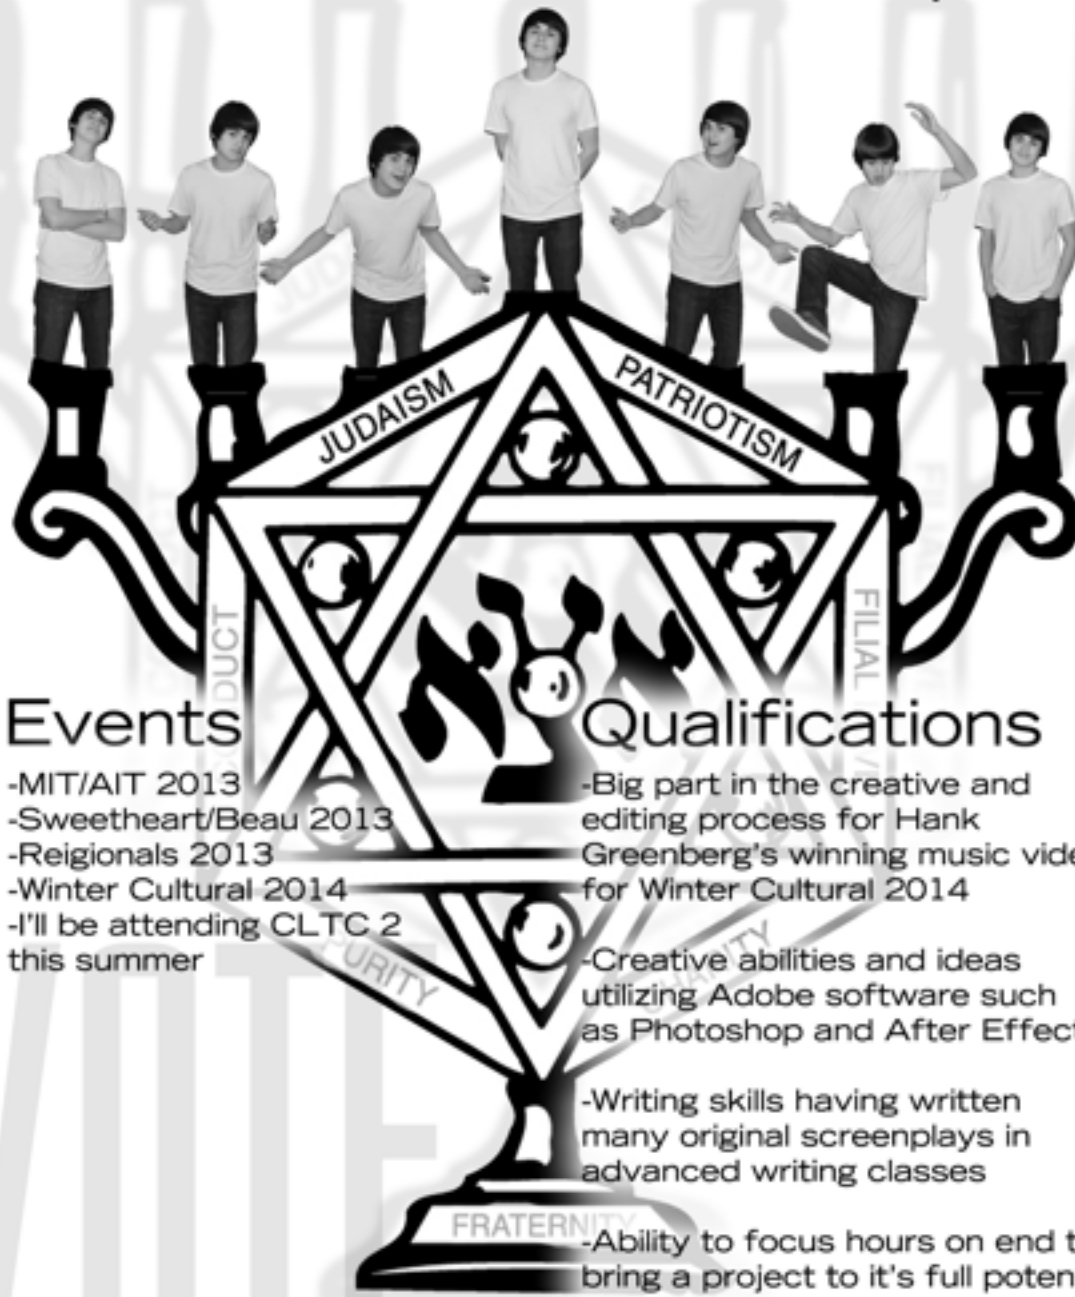 JUDAISM
PATRIOTISM
CONDUCT
FILIAL
Events
-MIT/AIT 2013
-Sweetheart/Beau 2013
-Reigionals 2013
-Winter Cultural 2014
-I'll be attending CLTC 2
this summer
Qualifications
-Big part in the creative and
editing process for Hank
Greenberg's winning music vide
for Winter Cultural 2014
-Creative abilities and ideas
utilizing Adobe software such
as Photoshop and After Effect
-Writing skills having written
many original screenplays in
advanced writing classes
-Ability to focus hours on end t
bring a project to it's full poten
PURITY
CHARITY
FRATERNITY
VOTE